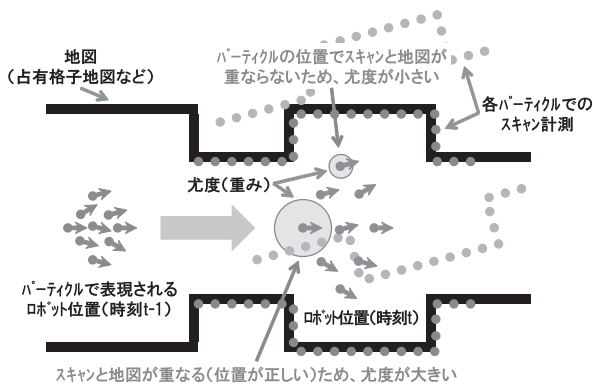 地図
(占有格子地図など)
ﾊﾟｰﾃｨｸﾙの位置でｽｷｬﾝと地図が
重ならないため、尤度が小さい
各ﾊﾟｰﾃｨｸﾙでの
ｽｷｬﾝ計測
尤度(重み)
ﾊﾟｰﾃｨｸﾙで表現される
ﾛﾎﾞｯﾄ位置(時刻t-1)
ﾛﾎﾞｯﾄ位置(時刻t)
ｽｷｬﾝと地図が重なる(位置が正しい)ため、尤度が大きい